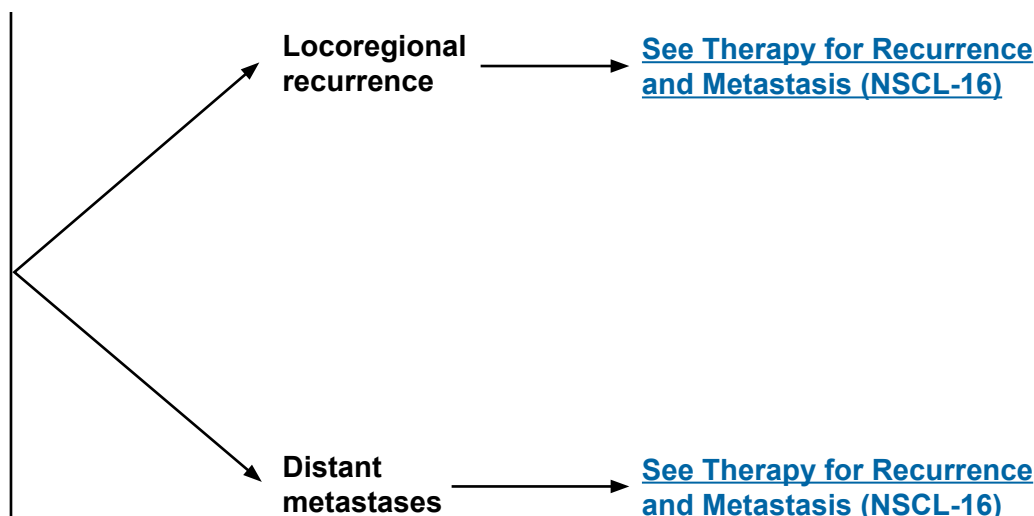 Locoregional
recurrence
See Therapy for Recurrence
and Metastasis (NSCL-16)
Distant
metastases
See Therapy for Recurrence
and Metastasis (NSCL-16)